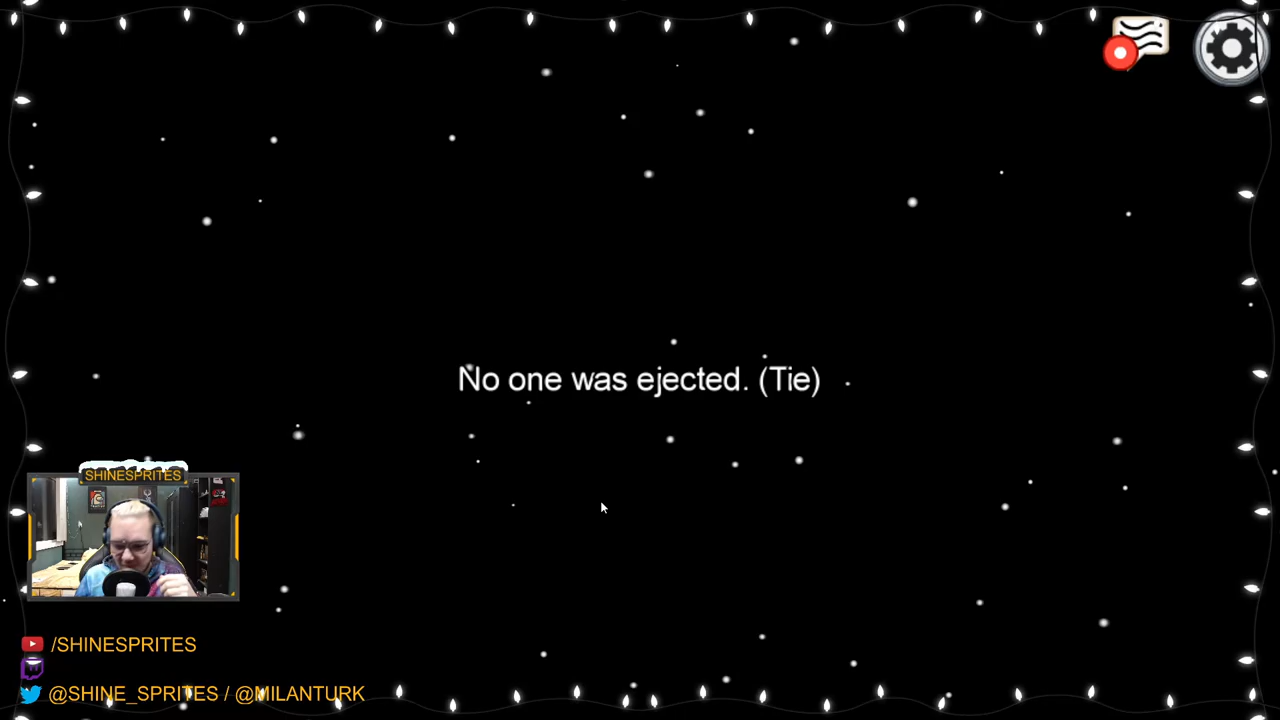 No one was ejected. (Tie)
SHINESPRITES
/SHINESPRITES
@SHINE_SPRITES / @MILANTURK